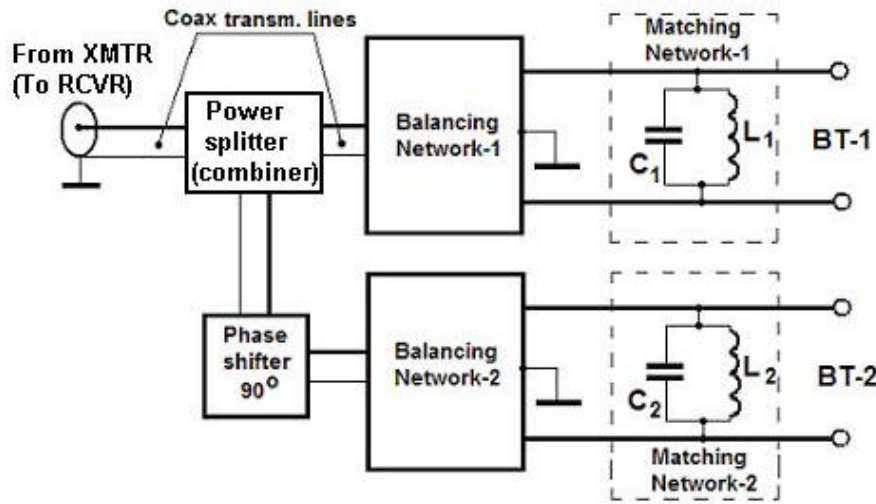 Coax transm. lines
From XMTR
(To RCVR)
Power
splitter
(combiner)
Balancing
Network-1
Matching
Network-1
C1
L1
BT-1
Phase
shifter
90°
Balancing
Network-2
C2
L2
BT-2
Matching
Network-2